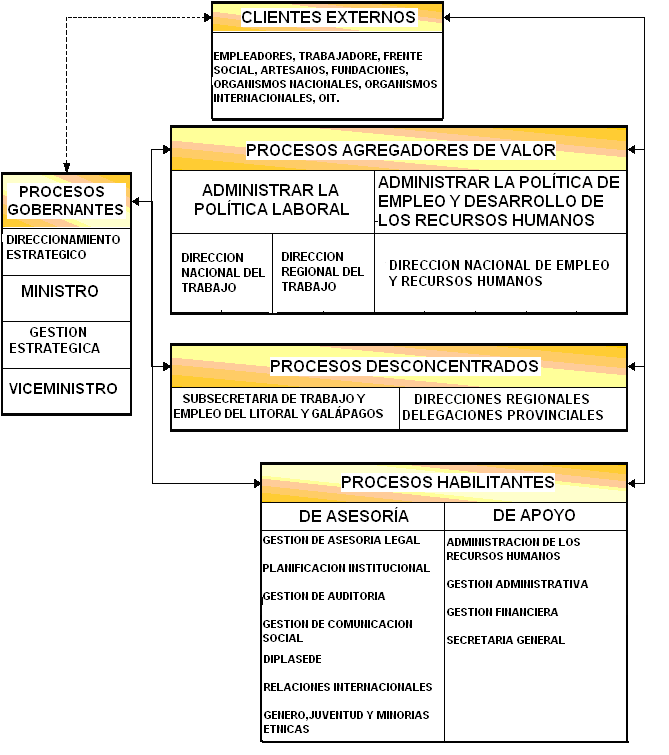 CLIENTES EXTERNOS
EMPLEADORES, TRABAJADORE, FRENTE
SOCIAL, ARTESANOS, FUNDACIONES,
ORGANISMOS NACIONALES, ORGANISMOS
INTERNACIONALES, OIT.
PROCESOS AGREGADORES DE VALOR
ADMINISTRAR LA
POLÍTICA LABORAL
ADMINISTRAR LA POLÍTICA DE
EMPLEO Y DESARROLLO DE
LOS RECURSOS HUMANOS
DIRECCION
NACIONAL DEL
TRABAJO
DIRECCION
REGIONAL DEL
TRABAJO
DIRECCION NACIONAL DE EMPLEO
Y RECURSOS HUMANOS
PROCESOS
GOBERNANTES
DIRECCIONAMIENTO
ESTRATEGICO
MINISTRO
GESTION
ESTRATEGICA
VICEMINISTRO
PROCESOS DESCONCENTRADOS
SUBSECRETARIA DE TRABAJO Y
EMPLEO DEL LITORAL Y GALÁPAGOS
DIRECCIONES REGIONALES
DELEGACIONES PROVINCIALES
PROCESOS HABILITANTES
DE ASESORÍA
GESTION DE ASESORIA LEGAL
PLANIFICACION INSTITUCIONAL
GESTION DE AUDITORIA
GESTION DE COMUNICACION
SOCIAL
DIPLASEDE
RELACIONES INTERNACIONALES
GENERO,JUVENTUD Y MINORIAS
ETNICAS
DE APOYO
ADMINISTRACION DE LOS
RECURSOS HUMANOS
GESTION ADMINISTRATIVA
GESTION FINANCIERA
SECRETARIA GENERAL